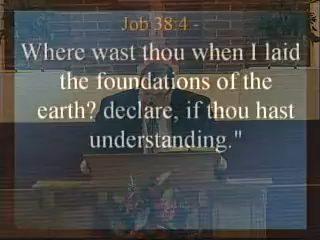 Job 38:4 -
Where wast thou when I laid
the foundations of the
earth? declare, if thou hast
understanding."